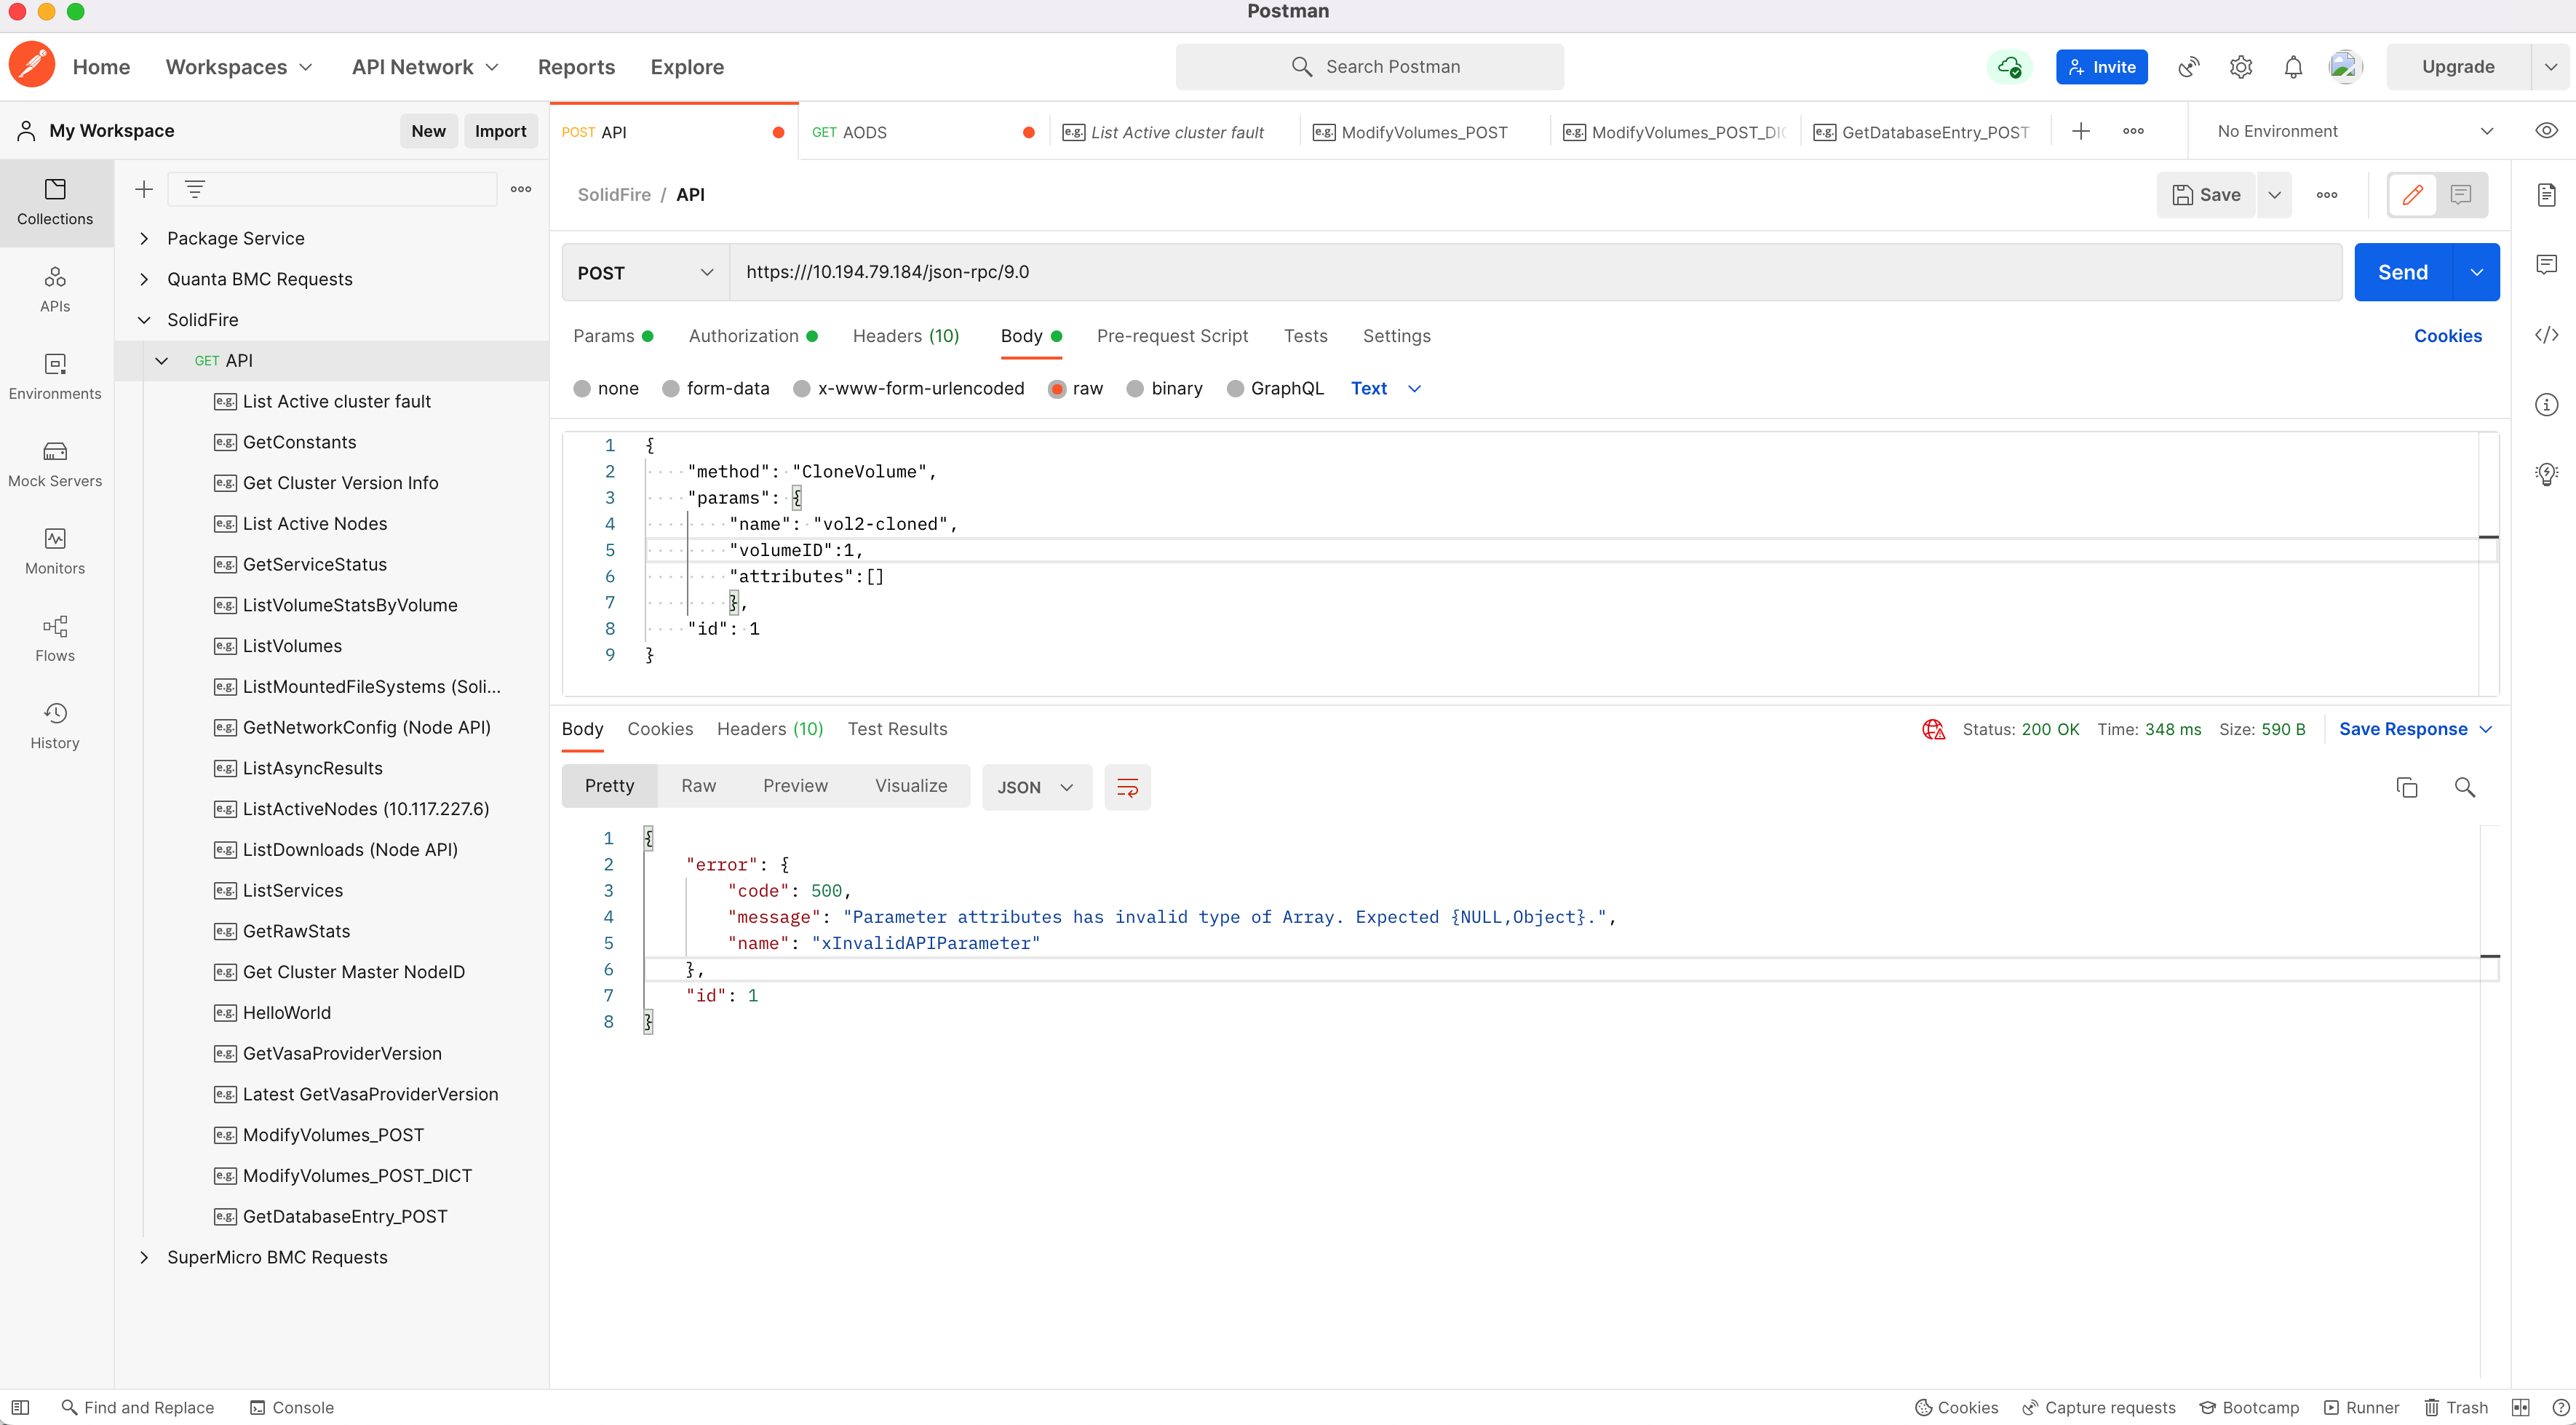 Postman
Home Workspaces API Network Reports Explore Search Postman Invite Upgrade
My Workspace New Import
POST API GET AODS e.g. List Active cluster fault e.g. ModifyVolumes_POST e.g. ModifyVolumes_POST_DIC e.g. GetDatabaseEntry_POST No Environment
Collections
APIs
Environments
Mock Servers
Monitors
Flows
History
Package Service
Quanta BMC Requests
SolidFire
GET API
e.g. List Active cluster fault
e.g. GetConstants
e.g. Get Cluster Version Info
e.g. List Active Nodes
e.g. GetServiceStatus
e.g. ListVolumeStatsByVolume
e.g. ListVolumes
e.g. ListMountedFileSystems (Soli...
e.g. GetNetworkConfig (Node API)
e.g. ListAsyncResults
e.g. ListActiveNodes (10.117.227.6)
e.g. ListDownloads (Node API)
e.g. ListServices
e.g. GetRawStats
e.g. Get Cluster Master NodeID
e.g. HelloWorld
e.g. GetVasaProviderVersion
e.g. Latest GetVasaProviderVersion
e.g. ModifyVolumes_POST
e.g. ModifyVolumes_POST_DICT
e.g. GetDatabaseEntry_POST
SuperMicro BMC Requests
SolidFire / API Save
POST https:///10.194.79.184/json-rpc/9.0 Send
Params Authorization Headers (10) Body Pre-request Script Tests Settings Cookies
none form-data x-www-form-urlencoded raw binary GraphQL Text
1 {
2 "method": "CloneVolume",
3 "params": {
4 "name": "vol2-cloned",
5 "volumeID":1,
6 "attributes":[]
7 },
8 "id": 1
9 }
Body Cookies Headers (10) Test Results Status: 200 OK Time: 348 ms Size: 590 B Save Response
Pretty Raw Preview Visualize JSON
1 {
2 "error": {
3 "code": 500,
4 "message": "Parameter attributes has invalid type of Array. Expected {NULL,Object}.",
5 "name": "xInvalidAPIParameter"
6 },
7 "id": 1
8 }
Find and Replace Console Cookies Capture requests Bootcamp Runner Trash